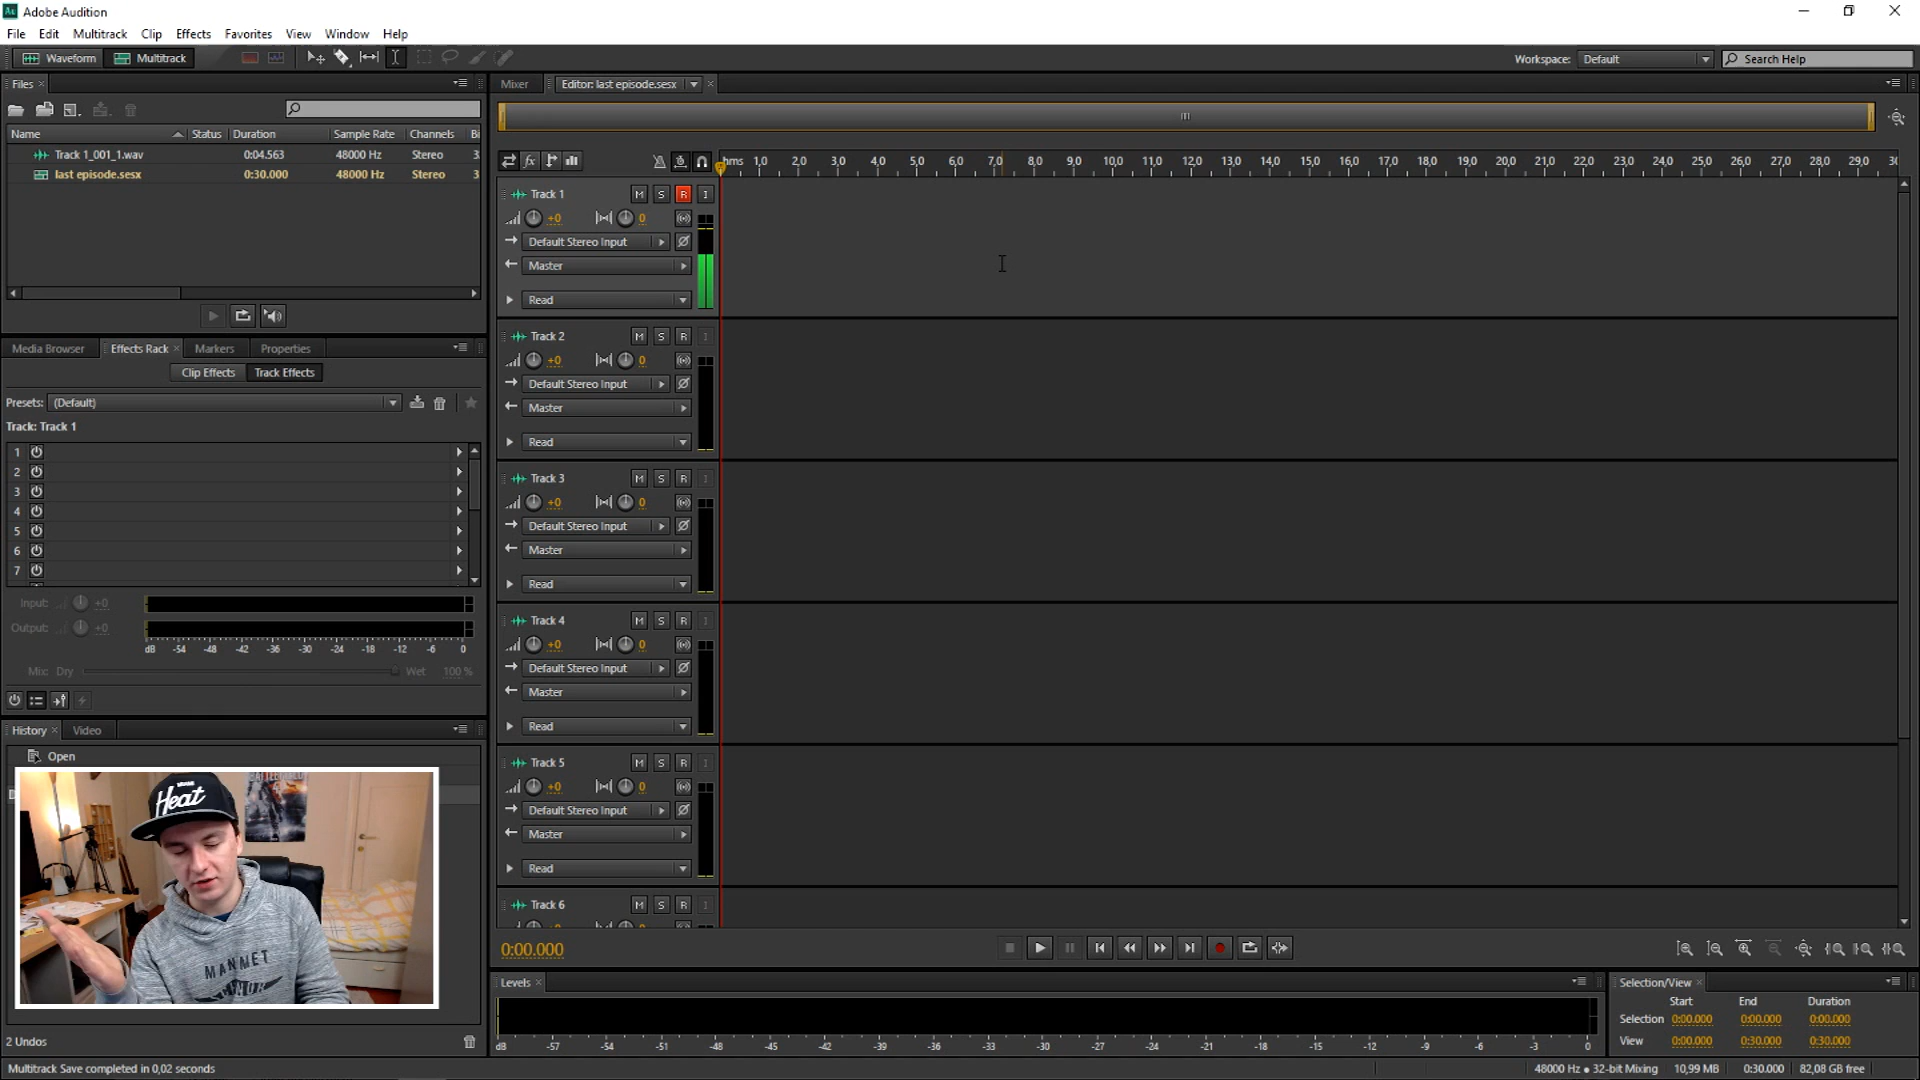 Adobe Audition
File Edit Multitrack Clip Effects Favorites View Window Help
Waveform Multitrack Workspace: Default Search Help
Files
Name Status Duration Sample Rate Channels Bi
Track 1_001_1.wav 0:04.563 48000 Hz Stereo 3
last episode.sesx 0:30.000 48000 Hz Stereo 3
Media Browser Effects Rack Markers Properties
Clip Effects Track Effects
Presets: (Default)
Track: Track 1
1
2
3
4
5
6
7
Input: +0
Output: +0
dB -54 -48 -42 -36 -30 -24 -18 -12 -6 0
Mix: Dry Wet 100 %
History Video
Open
Heat
MANMET
2 Undos
Multitrack Save completed in 0,02 seconds
Mixer Editor: last episode.sesx
fx hms 1,0 2,0 3,0 4,0 5,0 6,0 7,0 8,0 9,0 10,0 11,0 12,0 13,0 14,0 15,0 16,0 17,0 18,0 19,0 20,0 21,0 22,0 23,0 24,0 25,0 26,0 27,0 28,0 29,0 30
Track 1 M S R I
+0 0
Default Stereo Input
Master
Read
Track 2 M S R I
+0 0
Default Stereo Input
Master
Read
Track 3 M S R I
+0 0
Default Stereo Input
Master
Read
Track 4 M S R I
+0 0
Default Stereo Input
Master
Read
Track 5 M S R I
+0 0
Default Stereo Input
Master
Read
Track 6 M S R I
0:00.000
Levels
dB -57 -54 -51 -48 -45 -42 -39 -36 -33 -30 -27 -24 -21 -18 -15 -12 -9 -6 -3 0
Selection/View
Start End Duration
Selection 0:00.000 0:00.000 0:00.000
View 0:00.000 0:30.000 0:30.000
48000 Hz • 32-bit Mixing 10,99 MB 0:30.000 82,08 GB free